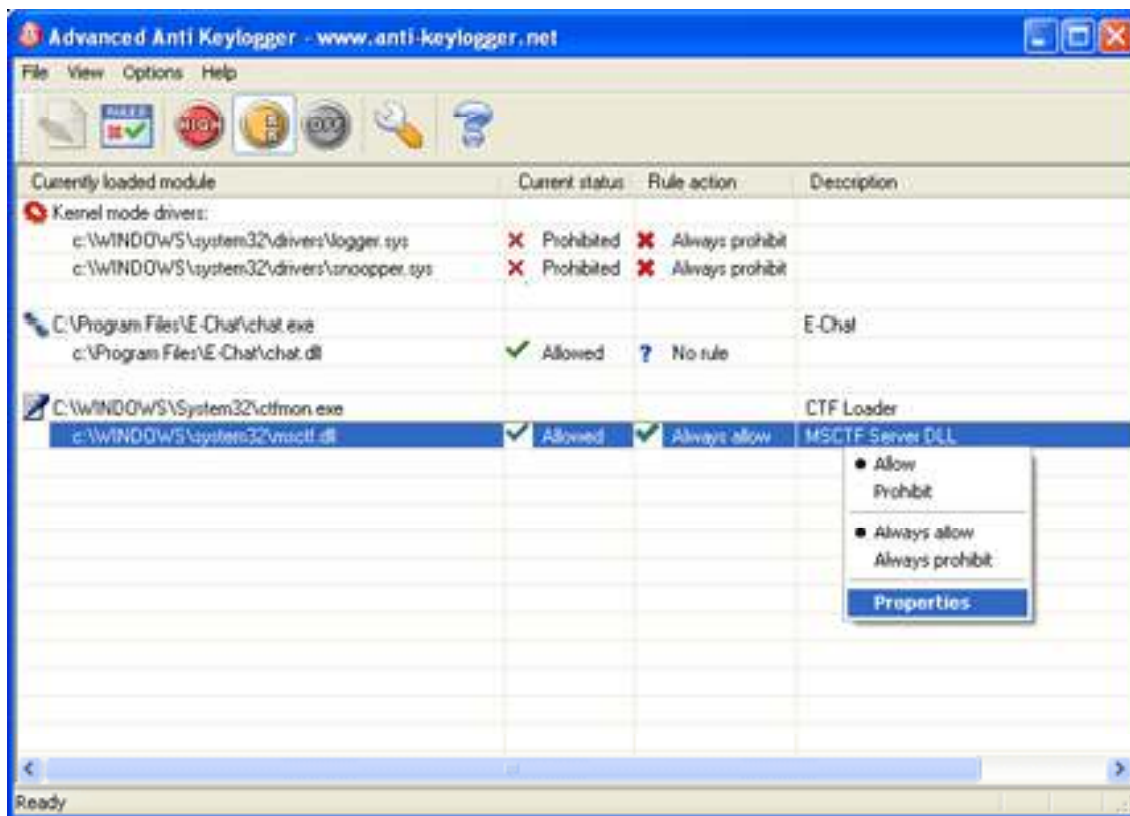 Advanced Anti Keylogger - www.anti-keylogger.net
File View Options Help
RULES HIGH OFF
Currently loaded module Current status Rule action Description
Kernel mode drivers:
c:\WINDOWS\system32\drivers\logger.sys Prohibited Always prohibit
c:\WINDOWS\system32\drivers\snoopper.sys Prohibited Always prohibit
C:\Program Files\E-Chat\chat.exe E-Chat
c:\Program Files\E-Chat\chat.dll Allowed ? No rule
C:\WINDOWS\System32\ctfmon.exe CTF Loader
c:\WINDOWS\system32\msctf.dll Allowed Always allow MSCTF Server DLL
Allow
Prohibit
Always allow
Always prohibit
Properties
Ready